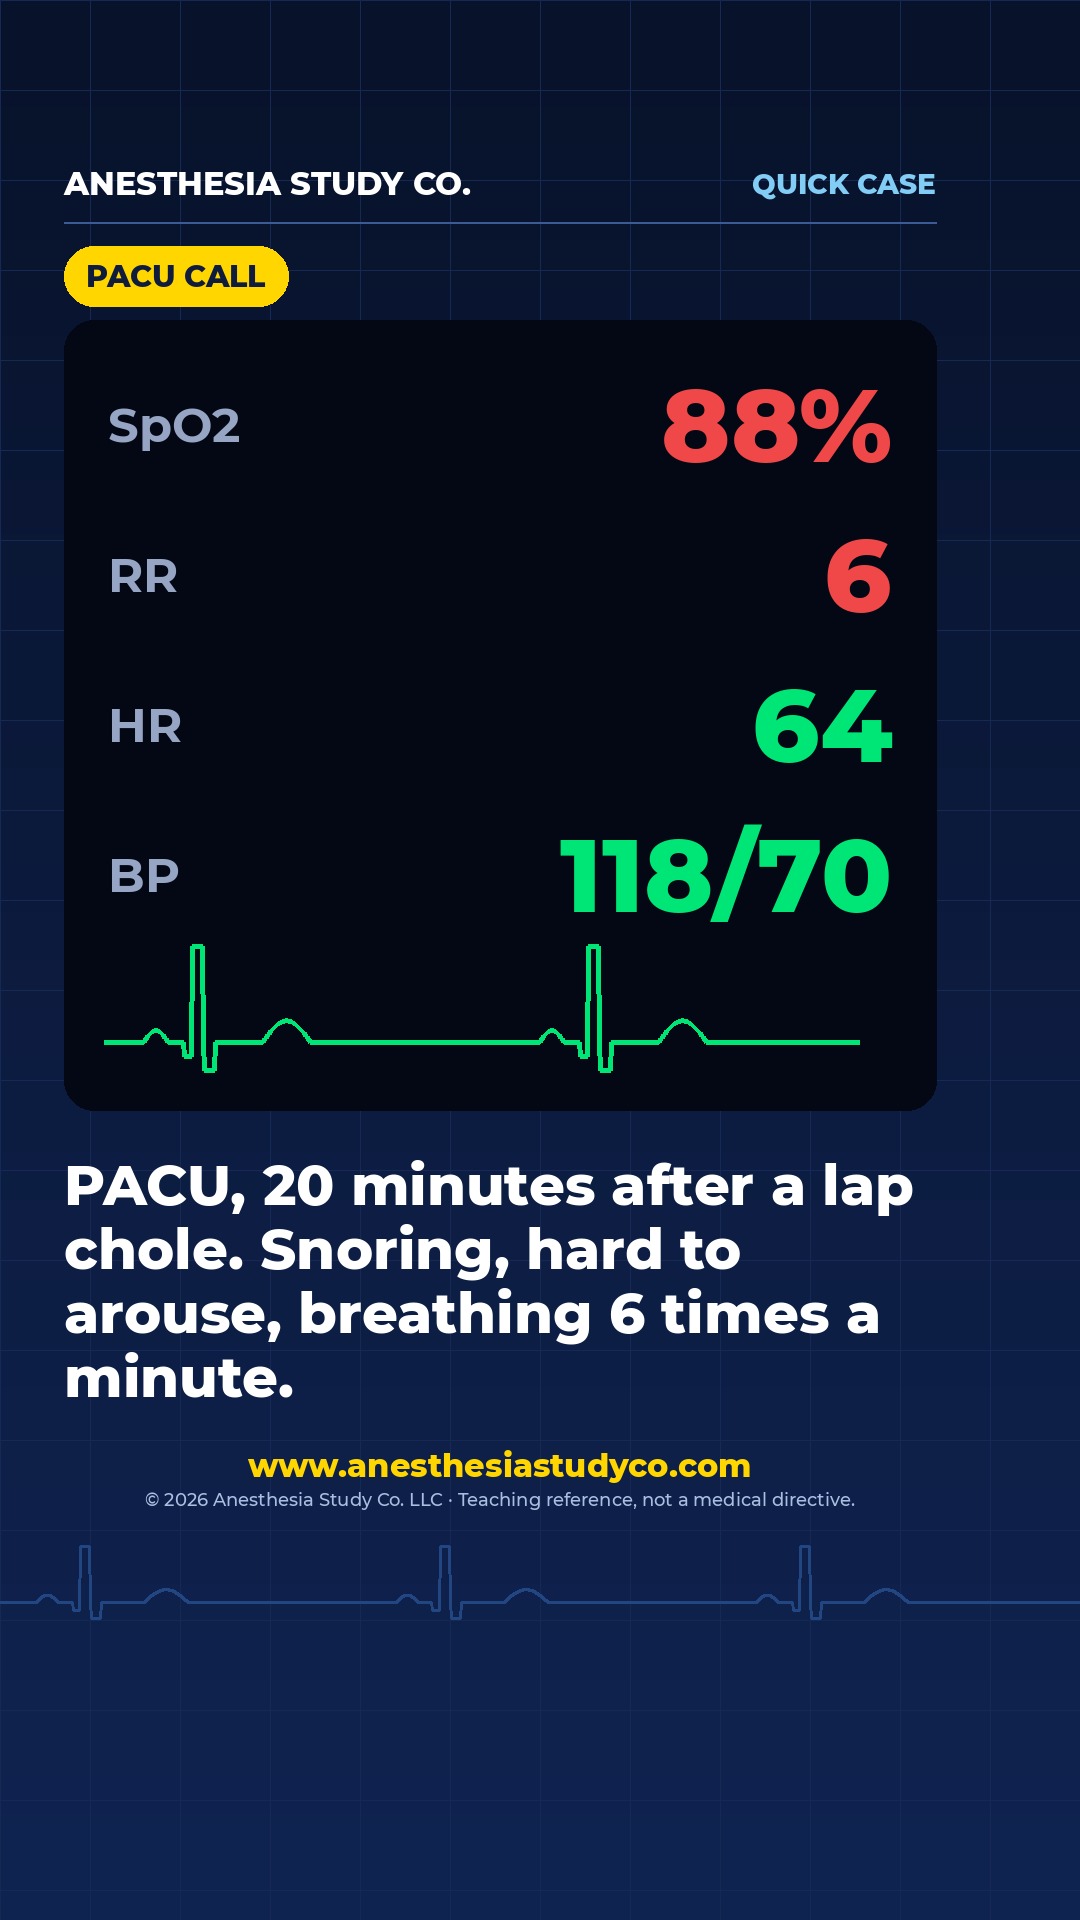 ANESTHESIA STUDY CO.
QUICK CASE
PACU CALL
SpO2 88%
RR 6
HR 64
BP 118/70
PACU, 20 minutes after a lap
chole. Snoring, hard to
arouse, breathing 6 times a
minute.
www.anesthesiastudyco.com
© 2026 Anesthesia Study Co. LLC · Teaching reference, not a medical directive.